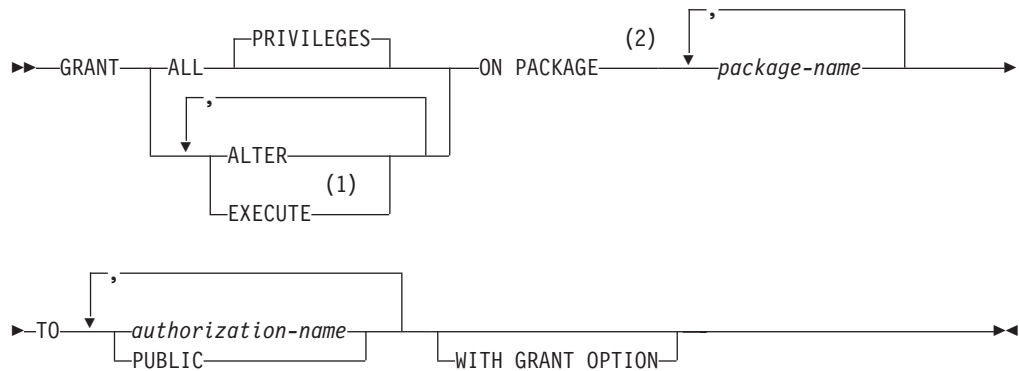 PRIVILEGES (2) ,
GRANT ALL ON PACKAGE package-name
,
ALTER
(1)
EXECUTE
,
TO authorization-name
PUBLIC WITH GRANT OPTION